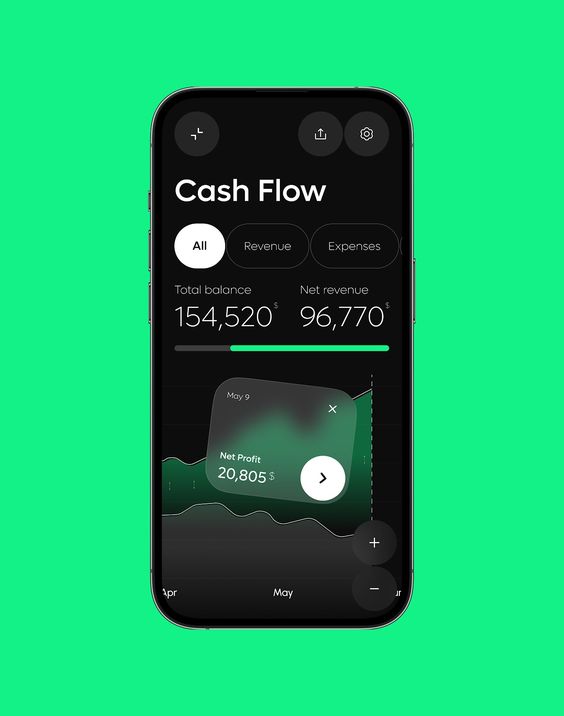 Cash Flow
All Revenue Expenses
Total balance Net revenue
154,520$ 96,770$
May 9
Net Profit
20,805$
Apr May